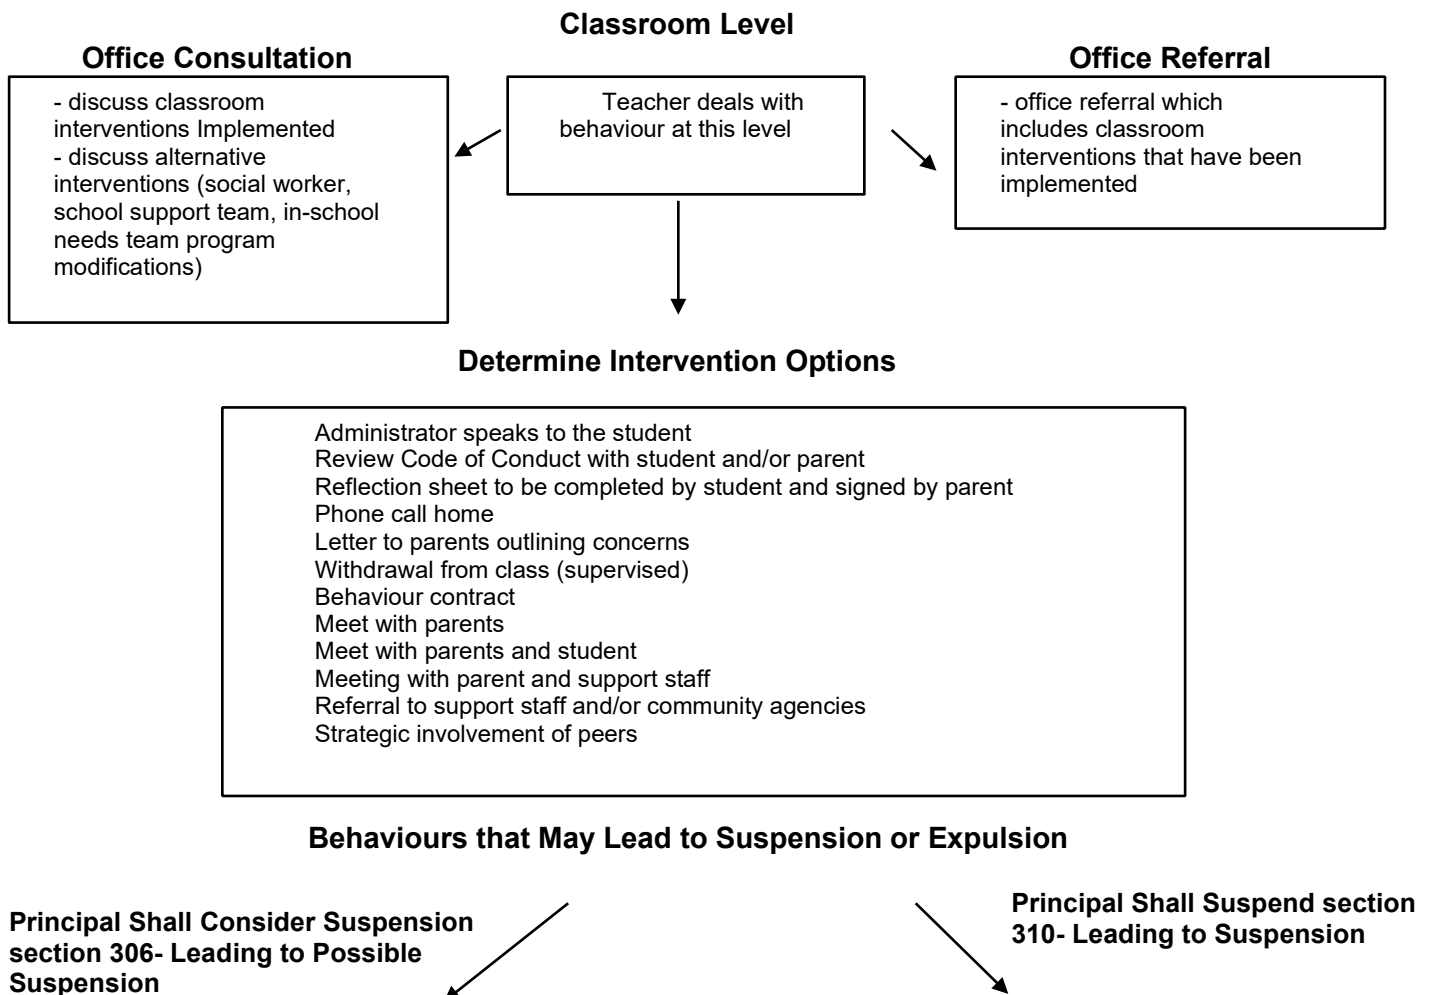 Classroom Level
Office Consultation
- discuss classroom
interventions Implemented
- discuss alternative
interventions (social worker,
school support team, in-school
needs team program
modifications)
Teacher deals with
behaviour at this level
Office Referral
- office referral which
includes classroom
interventions that have been
implemented
Determine Intervention Options
Administrator speaks to the student
Review Code of Conduct with student and/or parent
Reflection sheet to be completed by student and signed by parent
Phone call home
Letter to parents outlining concerns
Withdrawal from class (supervised)
Behaviour contract
Meet with parents
Meet with parents and student
Meeting with parent and support staff
Referral to support staff and/or community agencies
Strategic involvement of peers
Behaviours that May Lead to Suspension or Expulsion
Principal Shall Consider Suspension
section 306- Leading to Possible
Suspension
Principal Shall Suspend section
310- Leading to Suspension